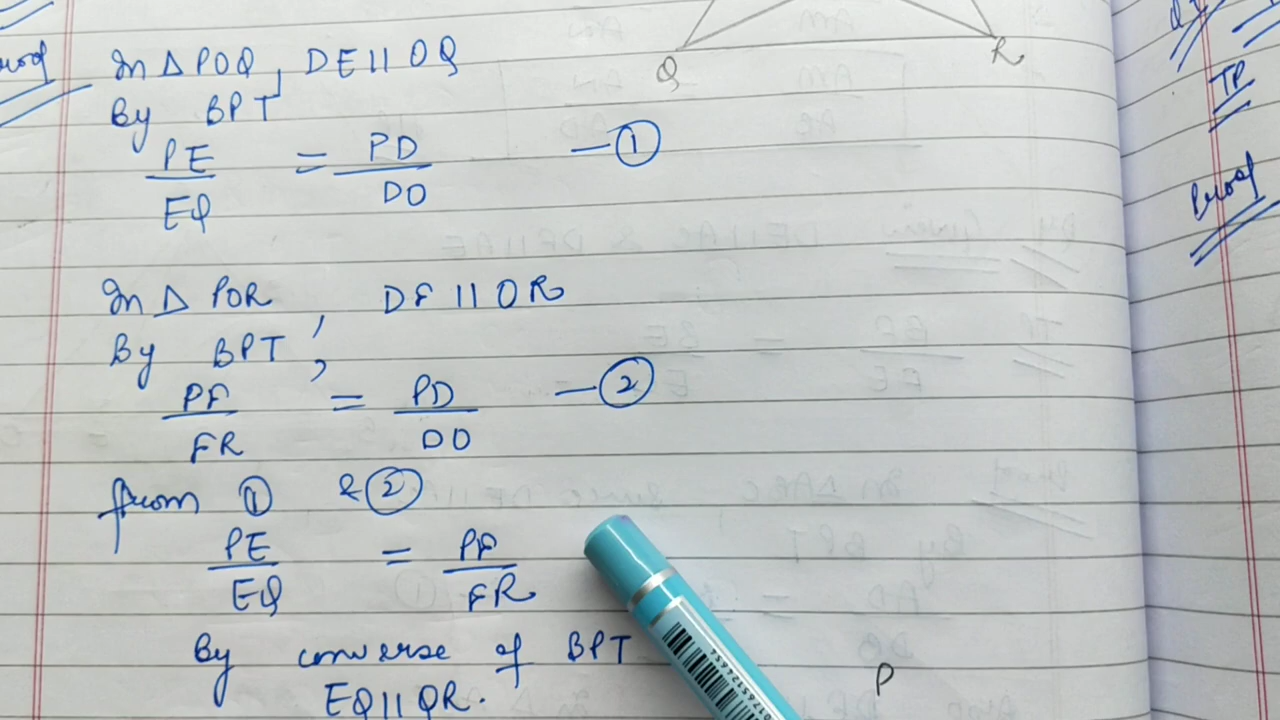 Q R
In Δ POQ, DE || OQ
By BPT
PE/EQ = PD/DO — ①
In Δ POR, DF || OR
By BPT,
PF/FR = PD/DO — ②
from ① & ②
PE/EQ = PF/FR
By converse of BPT
EQ || QR.
P
TP
Proof